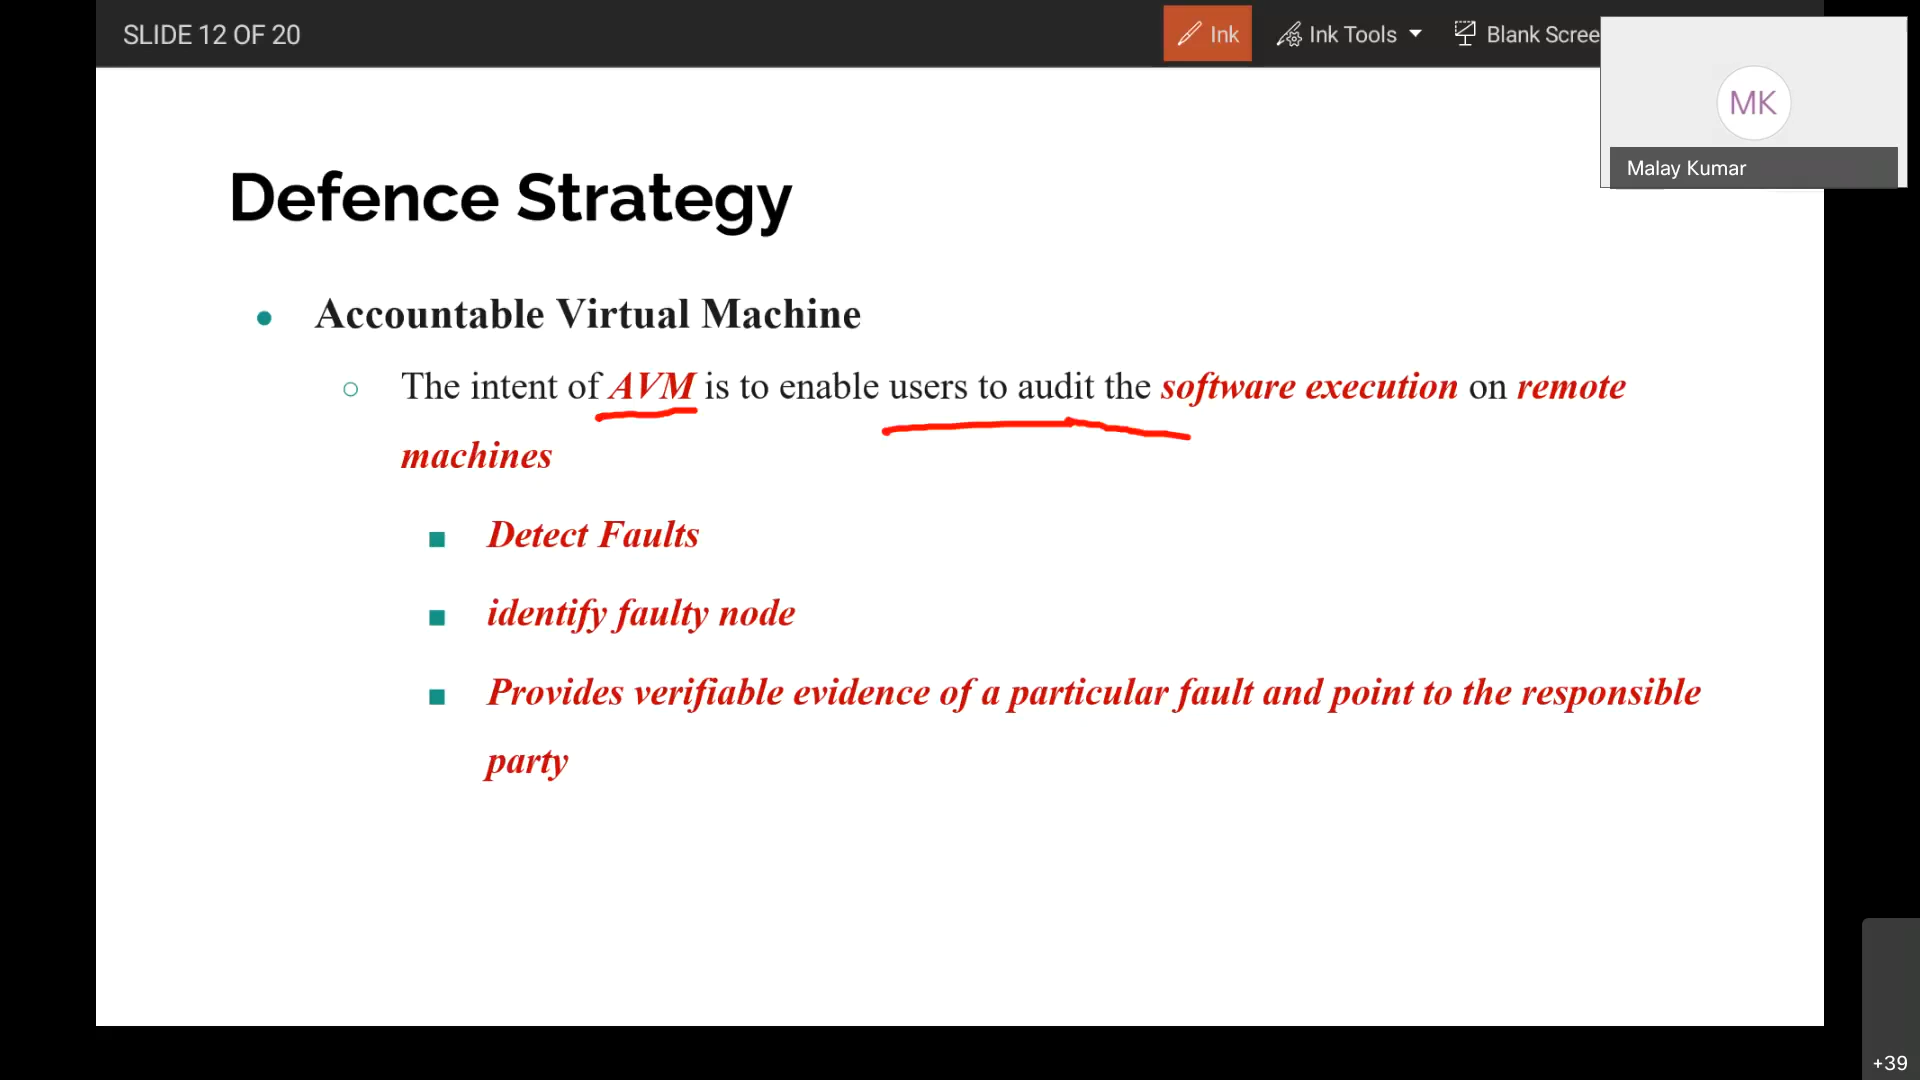 SLIDE 12 OF 20
Ink
Ink Tools
Blank Scree
MK
Malay Kumar
Defence Strategy
Accountable Virtual Machine
The intent of AVM is to enable users to audit the software execution on remote
machines
Detect Faults
identify faulty node
Provides verifiable evidence of a particular fault and point to the responsible
party
+39